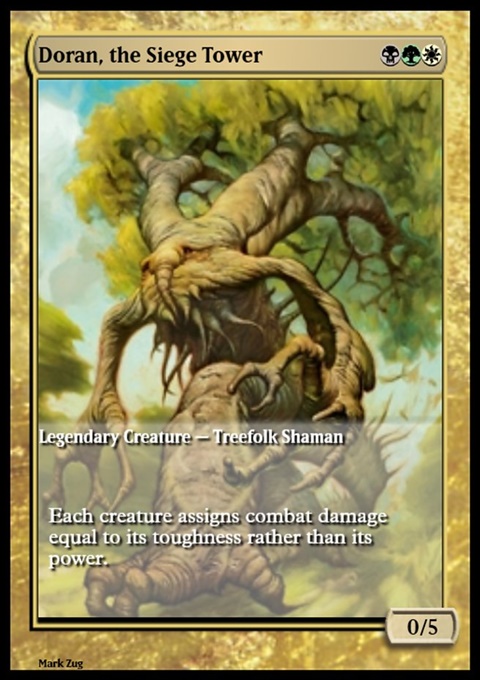 Doran, the Siege Tower
Legendary Creature — Treefolk Shaman
Each creature assigns combat damage
equal to its toughness rather than its
power.
0/5
Mark Zug